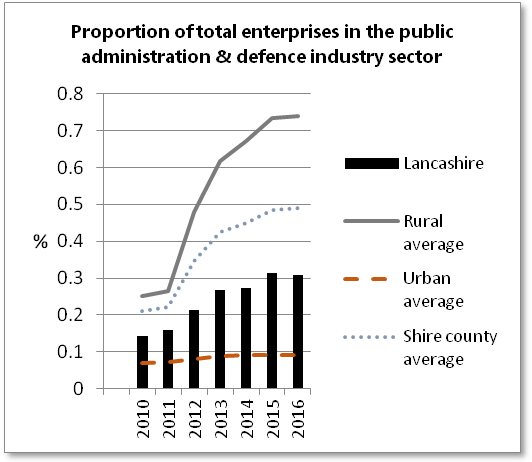 Proportion of total enterprises in the public
administration & defence industry sector
0.8
0.7
0.6
0.5
0.4
0.3
0.2
0.1
0
%
2010
2011
2012
2013
2014
2015
2016
Lancashire
Rural
average
Urban
average
Shire county
average